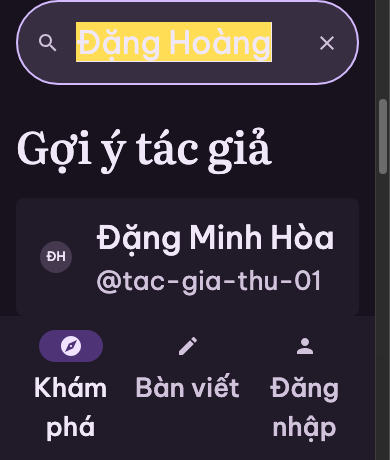 Đặng Hoàng
Gợi ý tác giả
ĐH
Đặng Minh Hòa
@tac-gia-thu-01
Khám phá
Bàn viết
Đăng nhập